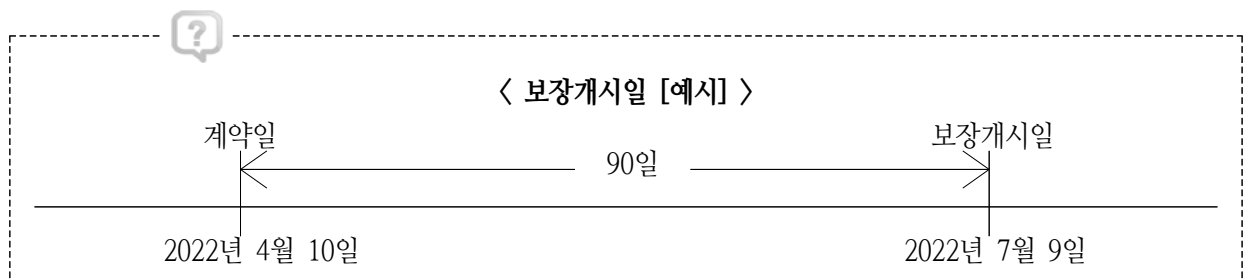 ?
〈 보장개시일 [예시] 〉
계약일 보장개시일
90일
2022년 4월 10일 2022년 7월 9일